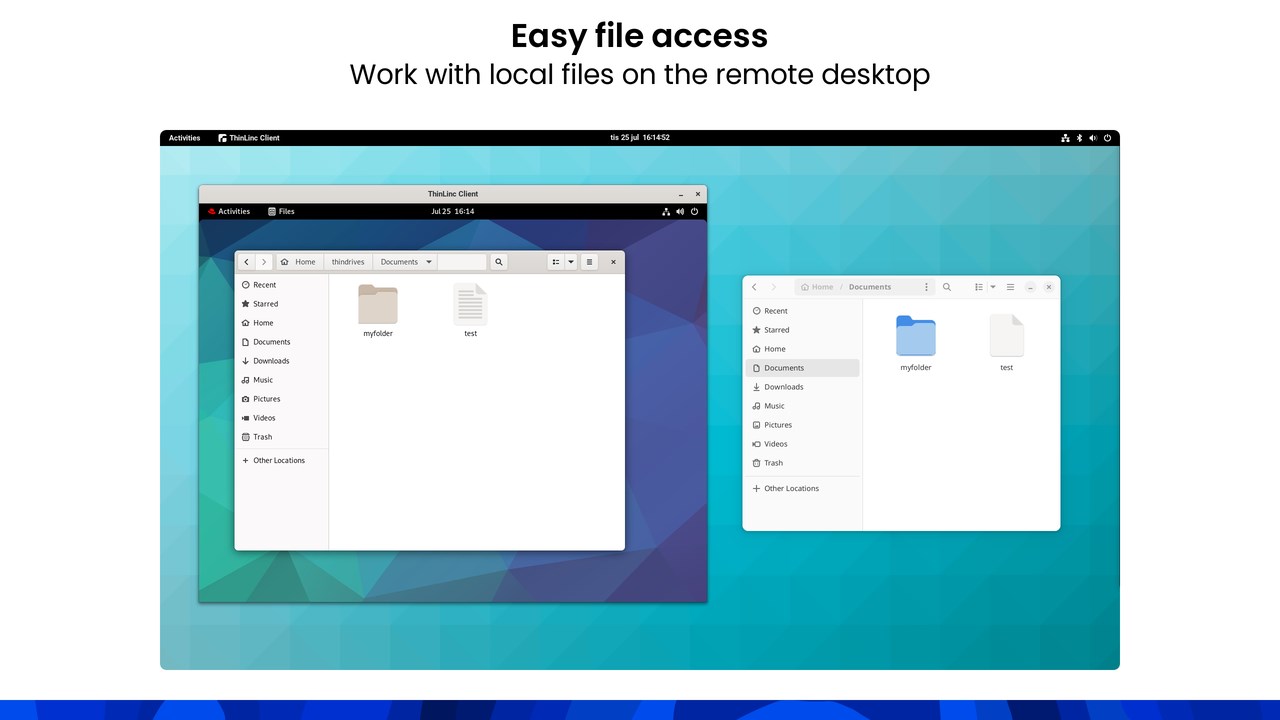 Easy file access
Work with local files on the remote desktop
Activities ThinLinc Client tis 25 jul 16:14:52
ThinLinc Client
Activities Files Jul 25 16:14
Home thindrives Documents
Recent
Starred
Home
Documents
Downloads
Music
Pictures
Videos
Trash
Other Locations
myfolder test
Home / Documents
Recent
Starred
Home
Documents
Downloads
Music
Pictures
Videos
Trash
Other Locations
myfolder test